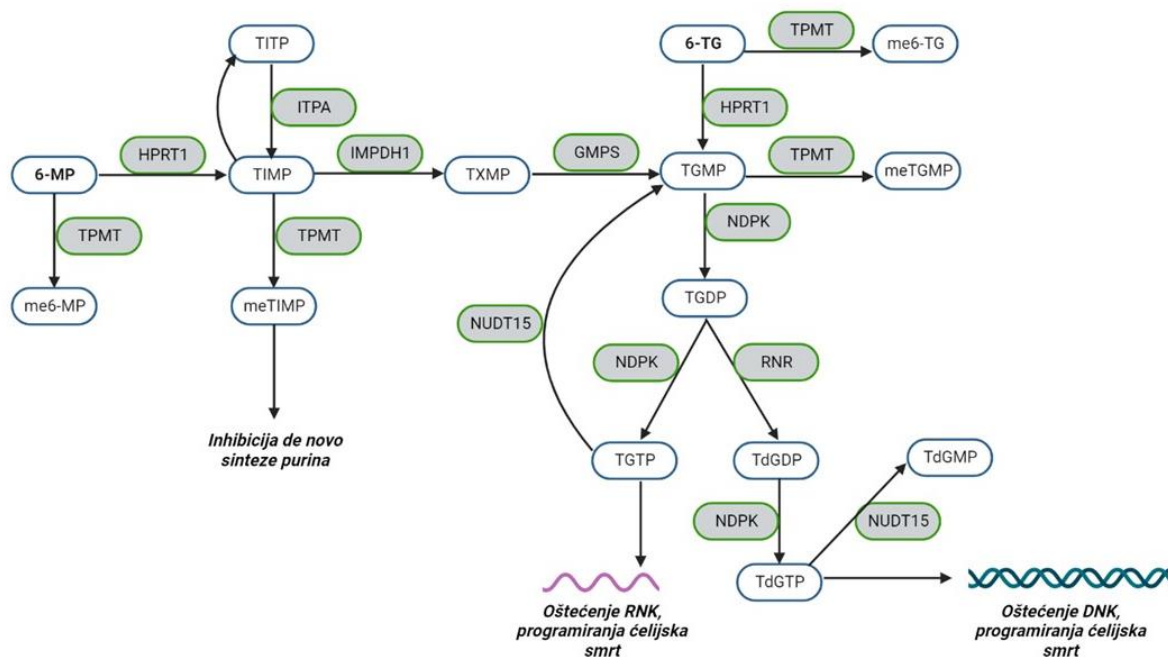 TITP
6-TG
TPMT
me6-TG
ITPA
HPRT1
HPRT1
IMPDH1
GMPS
TPMT
6-MP
TIMP
TXMP
TGMP
meTGMP
TPMT
TPMT
NDPK
me6-MP
meTIMP
TGDP
NUDT15
NDPK
RNR
Inhibicija de novo
sinteze purina
TGTP
TdGDP
TdGMP
NDPK
NUDT15
TdGTP
Oštećenje RNK,
programiranja ćelijska
smrt
Oštećenje DNK,
programiranja ćelijska
smrt